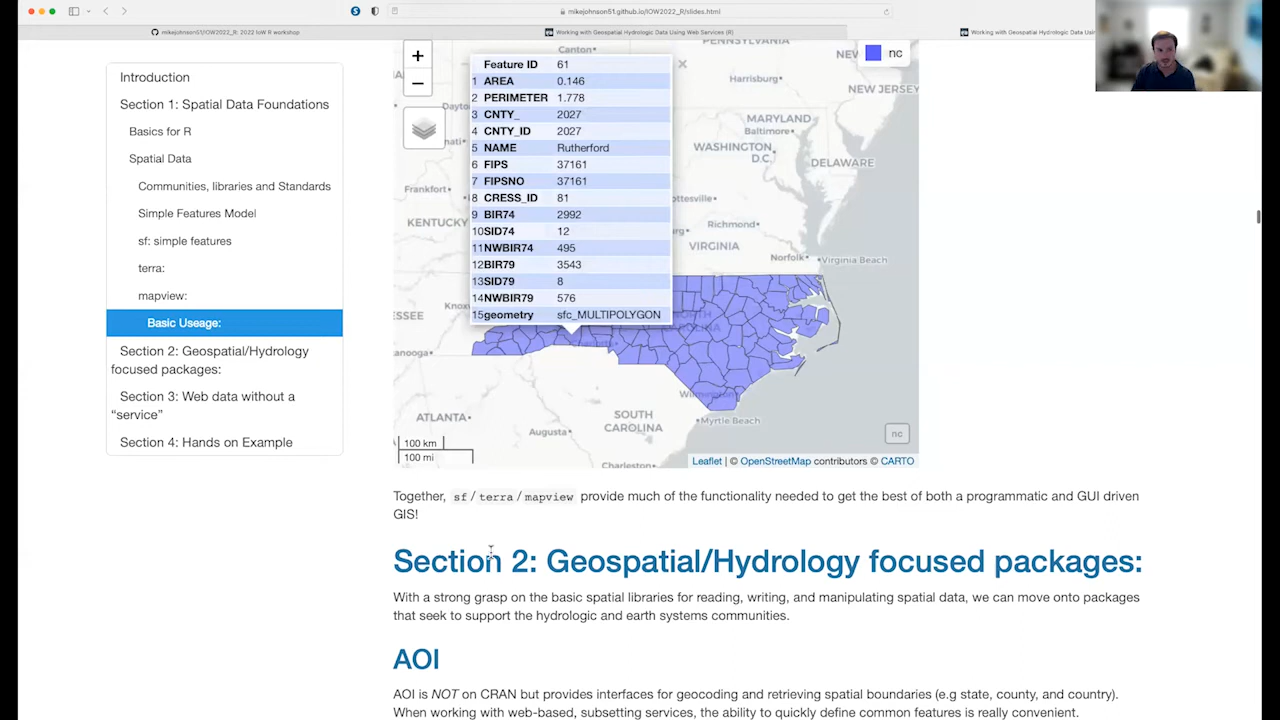 mikejohnson51.github.io/IOW2022_R/slides.html
mikejohnson51/IOW2022_R: 2022 IoW R workshop
Working with Geospatial Hydrologic Data Using Web Services (R)
Working with Geospatial Hydrologic Data Usin
Introduction
Section 1: Spatial Data Foundations
Basics for R
Spatial Data
Communities, libraries and Standards
Simple Features Model
sf: simple features
terra:
mapview:
Basic Useage:
Section 2: Geospatial/Hydrology
focused packages:
Section 3: Web data without a
“service”
Section 4: Hands on Example
+
−
Canton
PENNSYLVANIA
NEW
nc
Harrisburg
NEW JERSEY
MARYLAND
Baltimore
WASHINGTON
D.C.
DELAWARE
Frankfort
KENTUCKY
Richmond
VIRGINIA
Norfolk
Virginia Beach
Feature ID 61
1 AREA 0.146
2 PERIMETER 1.778
3 CNTY_ 2027
4 CNTY_ID 2027
5 NAME Rutherford
6 FIPS 37161
7 FIPSNO 37161
8 CRESS_ID 81
9 BIR74 2992
10 SID74 12
11 NWBIR74 495
12 BIR79 3543
13 SID79 8
14 NWBIR79 576
15 geometry sfc_MULTIPOLYGON
ATLANTA
SOUTH
CAROLINA
Augusta
Myrtle Beach
Charleston
100 km
100 mi
nc
Leaflet | © OpenStreetMap contributors © CARTO
Together, sf / terra / mapview provide much of the functionality needed to get the best of both a programmatic and GUI driven
GIS!
Section 2: Geospatial/Hydrology focused packages:
With a strong grasp on the basic spatial libraries for reading, writing, and manipulating spatial data, we can move onto packages
that seek to support the hydrologic and earth systems communities.
AOI
AOI is NOT on CRAN but provides interfaces for geocoding and retrieving spatial boundaries (e.g state, county, and country).
When working with web-based, subsetting services, the ability to quickly define common features is really convenient.